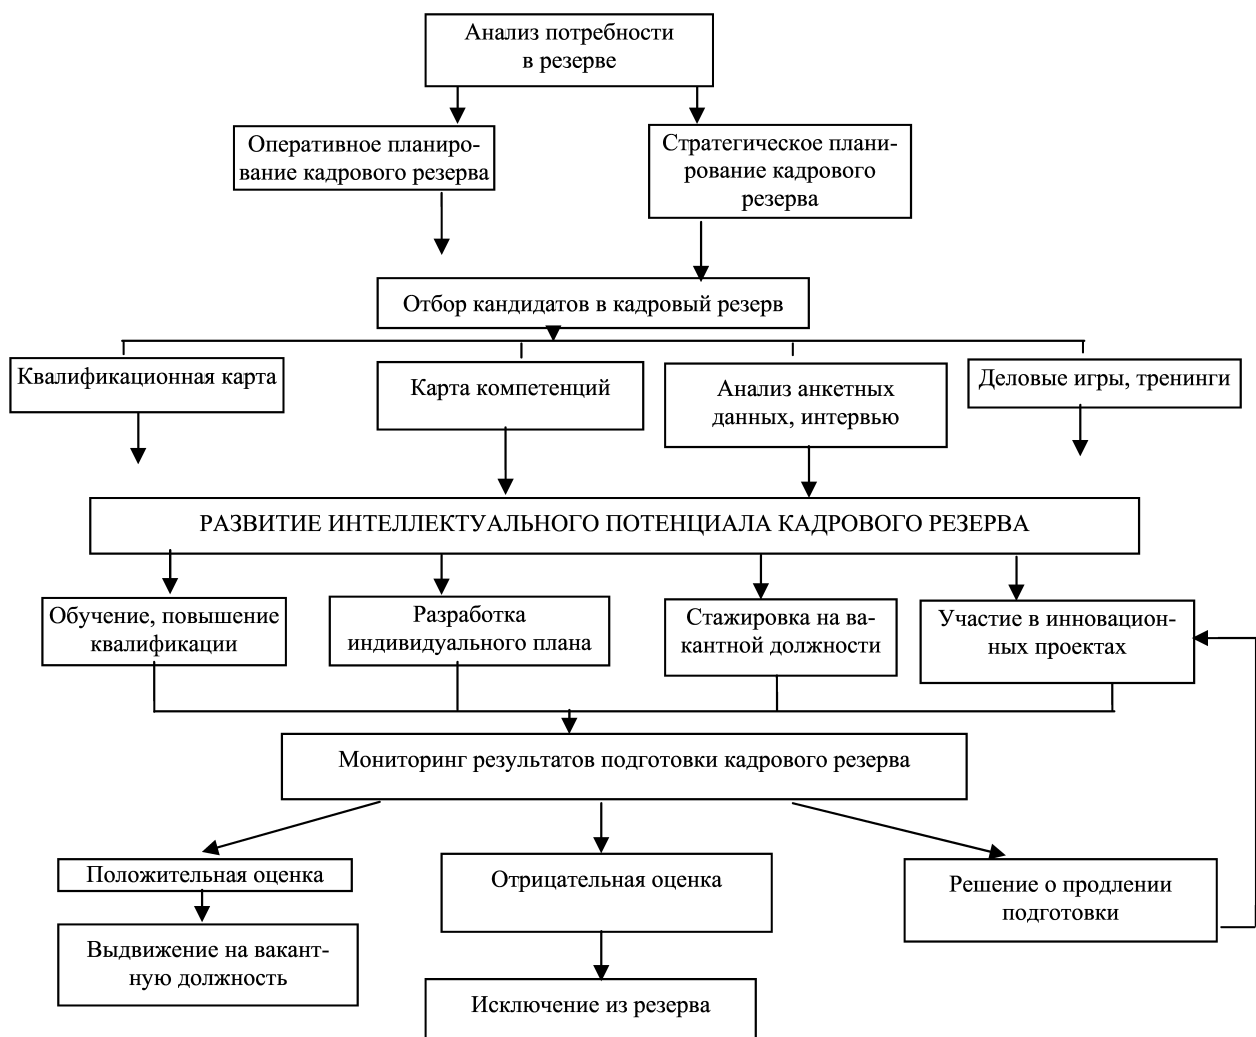 Анализ потребности
в резерве
Оперативное планиро-
вание кадрового резерва
Стратегическое плани-
рование кадрового
резерва
Отбор кандидатов в кадровый резерв
Квалификационная карта
Карта компетенций
Анализ анкетных
данных, интервью
Деловые игры, тренинги
РАЗВИТИЕ ИНТЕЛЛЕКТУАЛЬНОГО ПОТЕНЦИАЛА КАДРОВОГО РЕЗЕРВА
Обучение, повышение
квалификации
Разработка
индивидуального плана
Стажировка на ва-
кантной должности
Участие в инновацион-
ных проектах
Мониторинг результатов подготовки кадрового резерва
Положительная оценка
Отрицательная оценка
Решение о продлении
подготовки
Выдвижение на вакант-
ную должность
Исключение из резерва